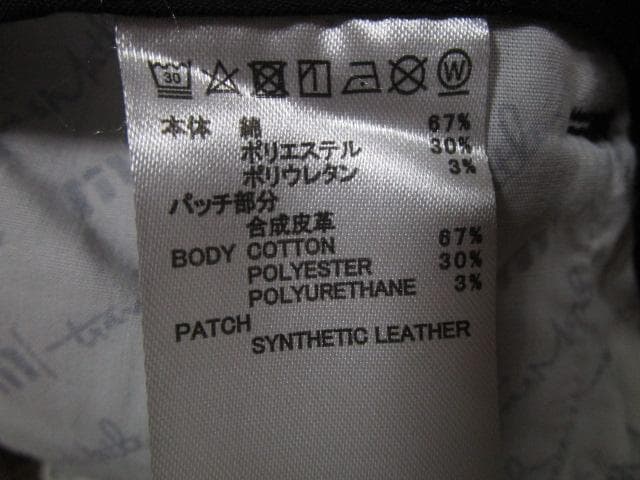 30 W
本体 綿 67%
ポリエステル 30%
ポリウレタン 3%
パッチ部分
合成皮革
BODY COTTON 67%
POLYESTER 30%
POLYURETHANE 3%
PATCH
SYNTHETIC LEATHER